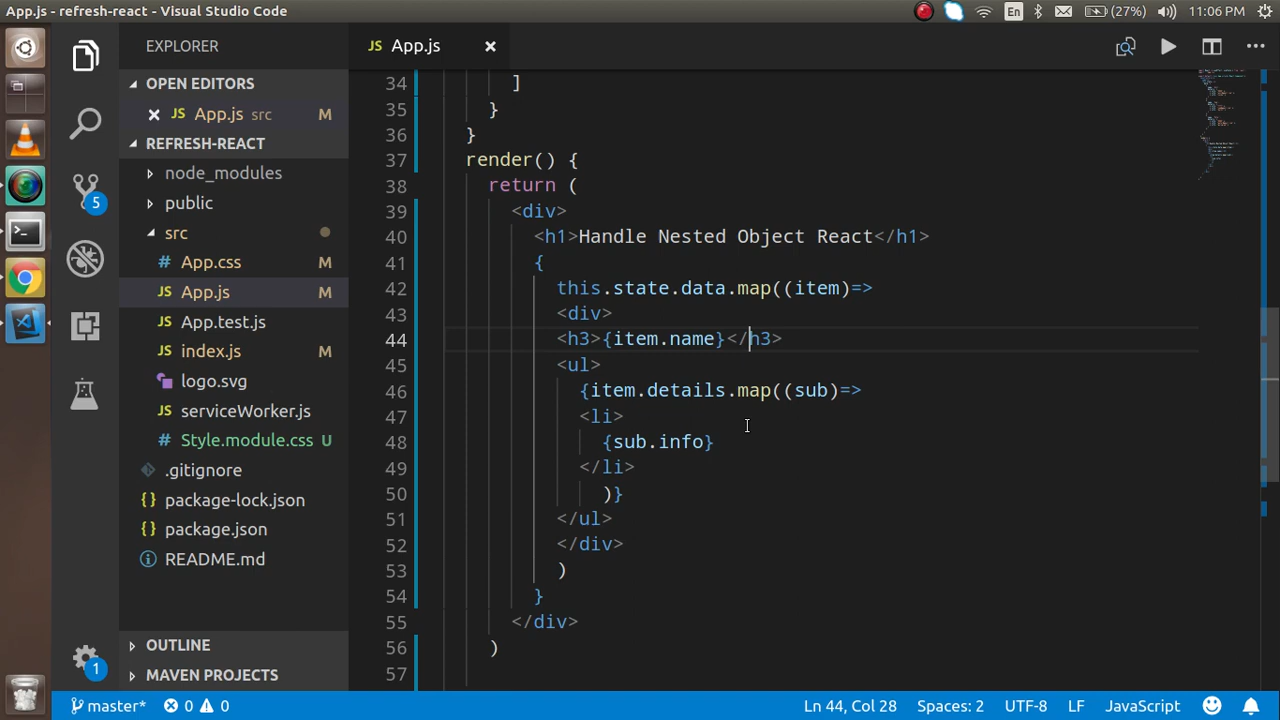 App.js - refresh-react - Visual Studio Code
En
(27%)
11:06 PM
EXPLORER
OPEN EDITORS
App.js src M
REFRESH-REACT
node_modules
public
src
App.css M
App.js M
App.test.js
index.js M
logo.svg
serviceWorker.js
Style.module.css U
.gitignore
package-lock.json
package.json
README.md
OUTLINE
MAVEN PROJECTS
5
1
JS App.js
34 ]
35 }
36 }
37 render() {
38 return (
39 <div>
40 <h1>Handle Nested Object React</h1>
41 {
42 this.state.data.map((item)=>
43 <div>
44 <h3>{item.name}</h3>
45 <ul>
46 {item.details.map((sub)=>
47 <li>
48 {sub.info}
49 </li>
50 )}
51 </ul>
52 </div>
53 )
54 }
55 </div>
56 )
57
master* 0 0
Ln 44, Col 28 Spaces: 2 UTF-8 LF JavaScript